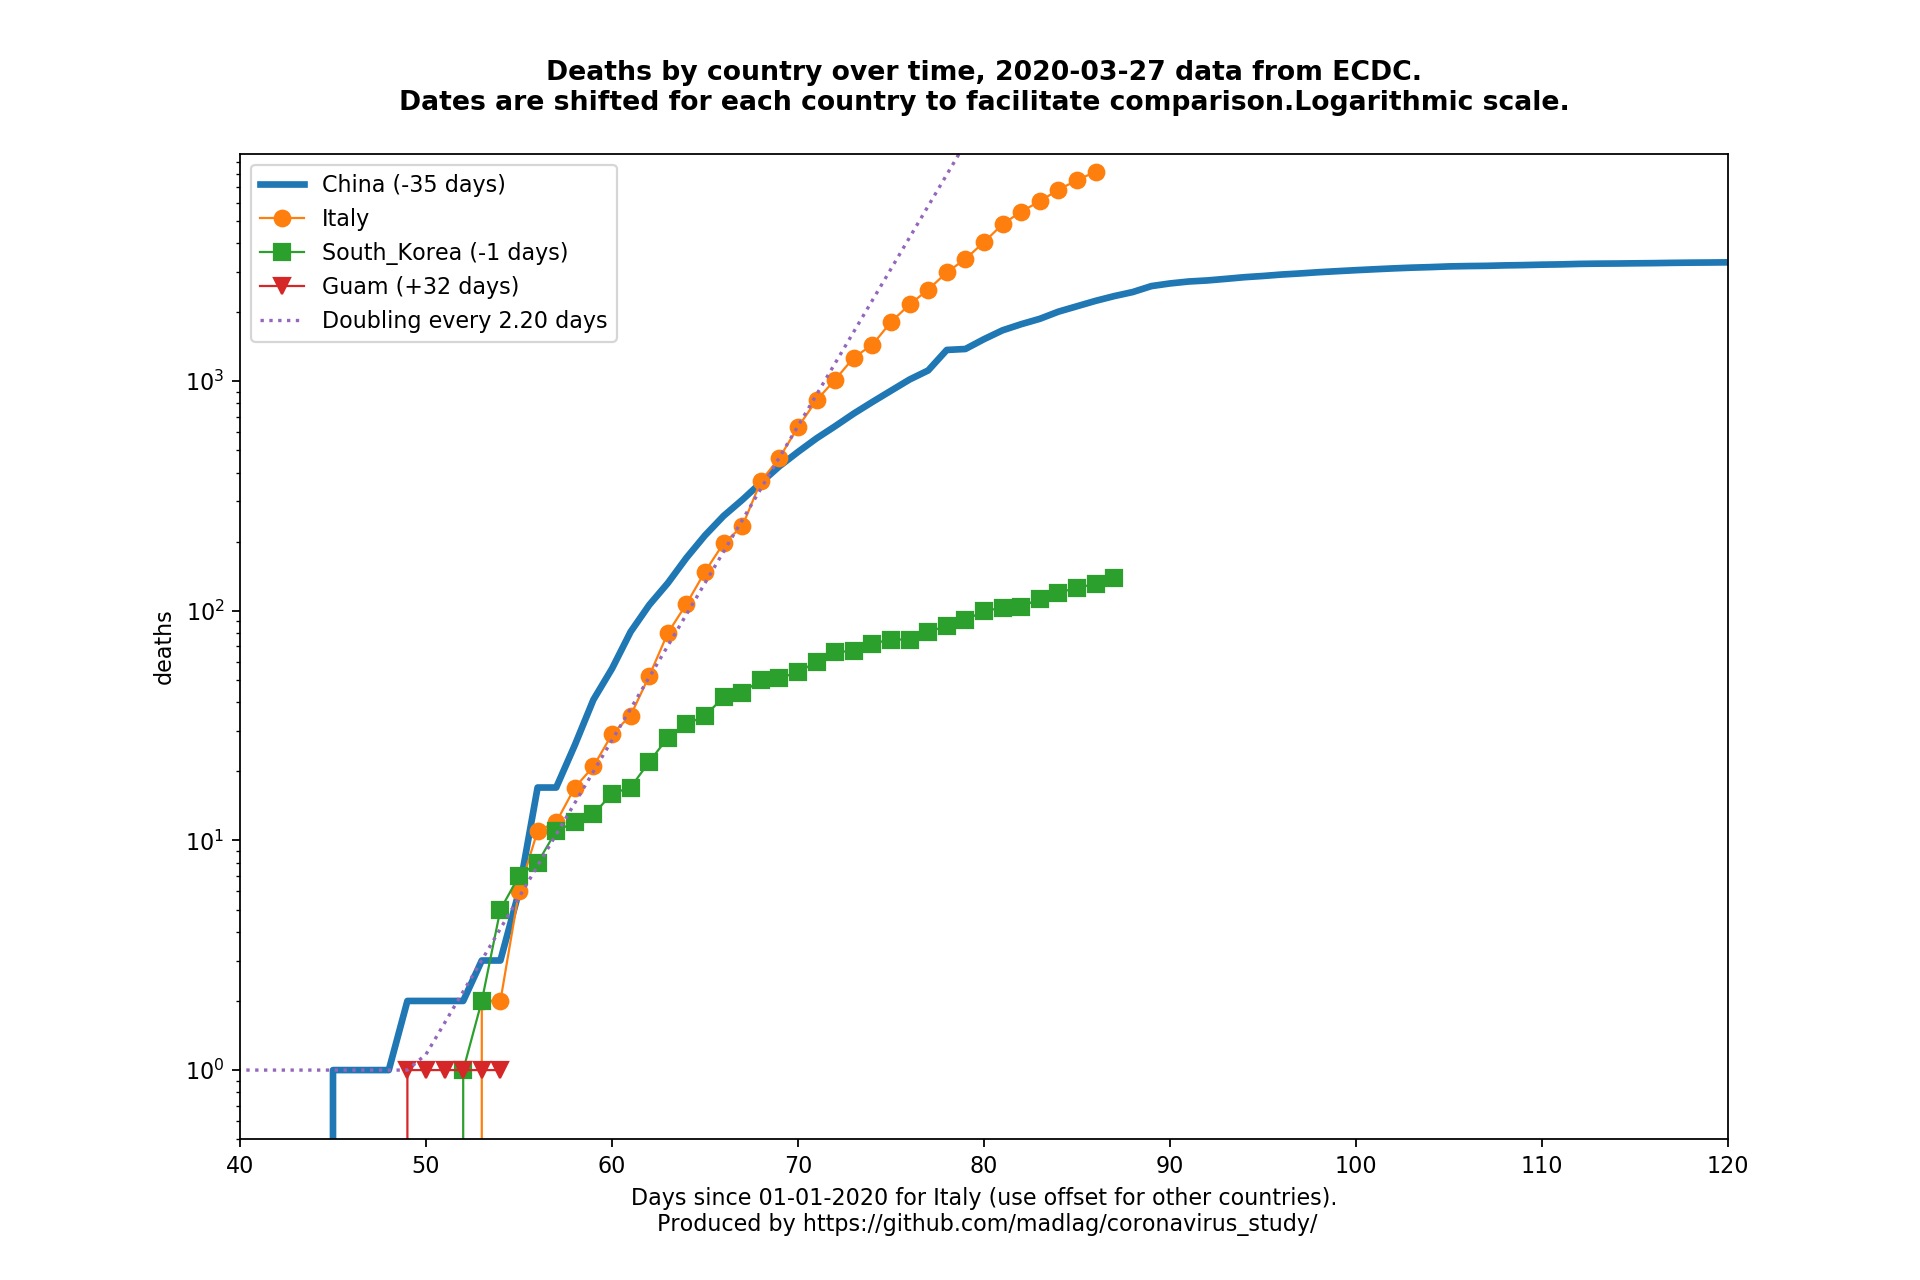 Deaths by country over time, 2020-03-27 data from ECDC.
Dates are shifted for each country to facilitate comparison.Logarithmic scale.
China (-35 days)
Italy
South_Korea (-1 days)
Guam (+32 days)
Doubling every 2.20 days
deaths
10³
10²
10¹
10⁰
40 50 60 70 80 90 100 110 120
Days since 01-01-2020 for Italy (use offset for other countries).
Produced by https://github.com/madlag/coronavirus_study/